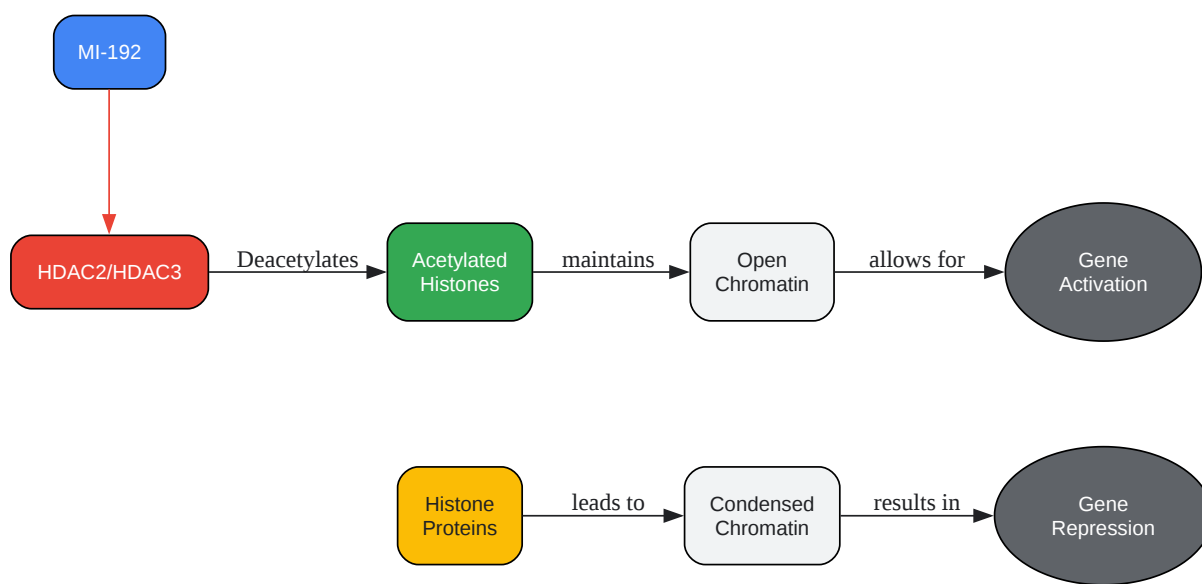 MI-192
HDAC2/HDAC3
Deacetylates
Acetylated
Histones
maintains
Open
Chromatin
allows for
Gene
Activation
Histone
Proteins
leads to
Condensed
Chromatin
results in
Gene
Repression